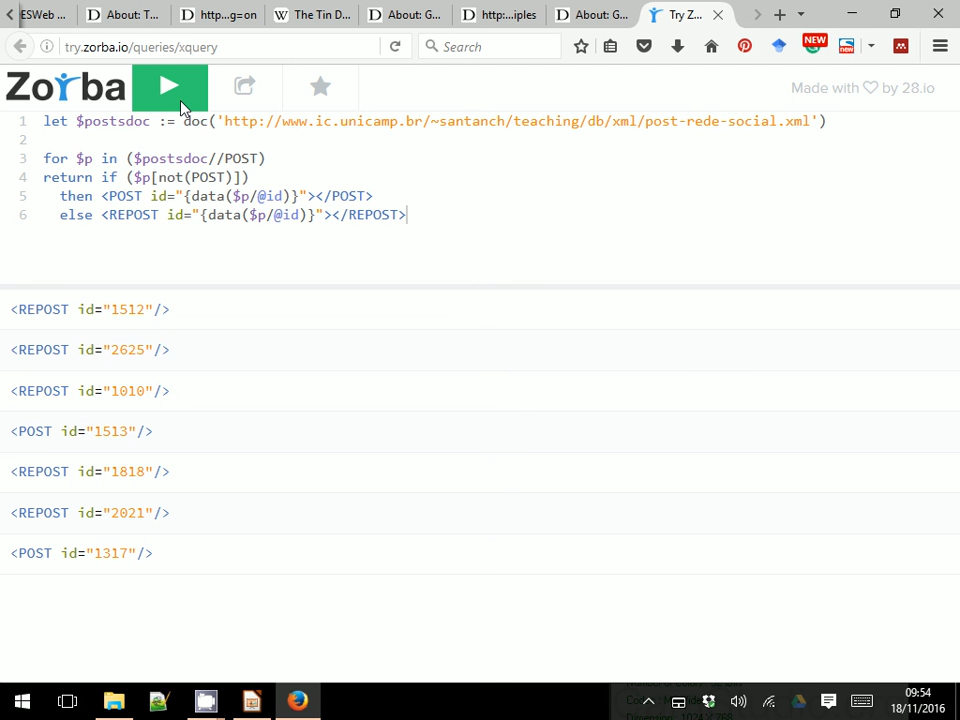 ESWeb ...
About: T...
http...g=on
The Tin D...
About: G...
http:...iples
About: G...
Try Z...
try.zorba.io/queries/xquery
Search
NEW
new
Zorba
Made with by 28.io
1 let $postsdoc := doc('http://www.ic.unicamp.br/~santanch/teaching/db/xml/post-rede-social.xml')
2
3 for $p in ($postsdoc//POST)
4 return if ($p[not(POST)])
5 then <POST id="{data($p/@id)}"></POST>
6 else <REPOST id="{data($p/@id)}"></REPOST>
<REPOST id="1512"/>
<REPOST id="2625"/>
<REPOST id="1010"/>
<POST id="1513"/>
<REPOST id="1818"/>
<REPOST id="2021"/>
<POST id="1317"/>
09:54
18/11/2016